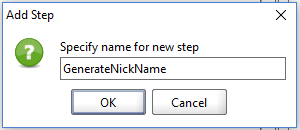 Add Step
Specify name for new step
GenerateNickName
OK
Cancel